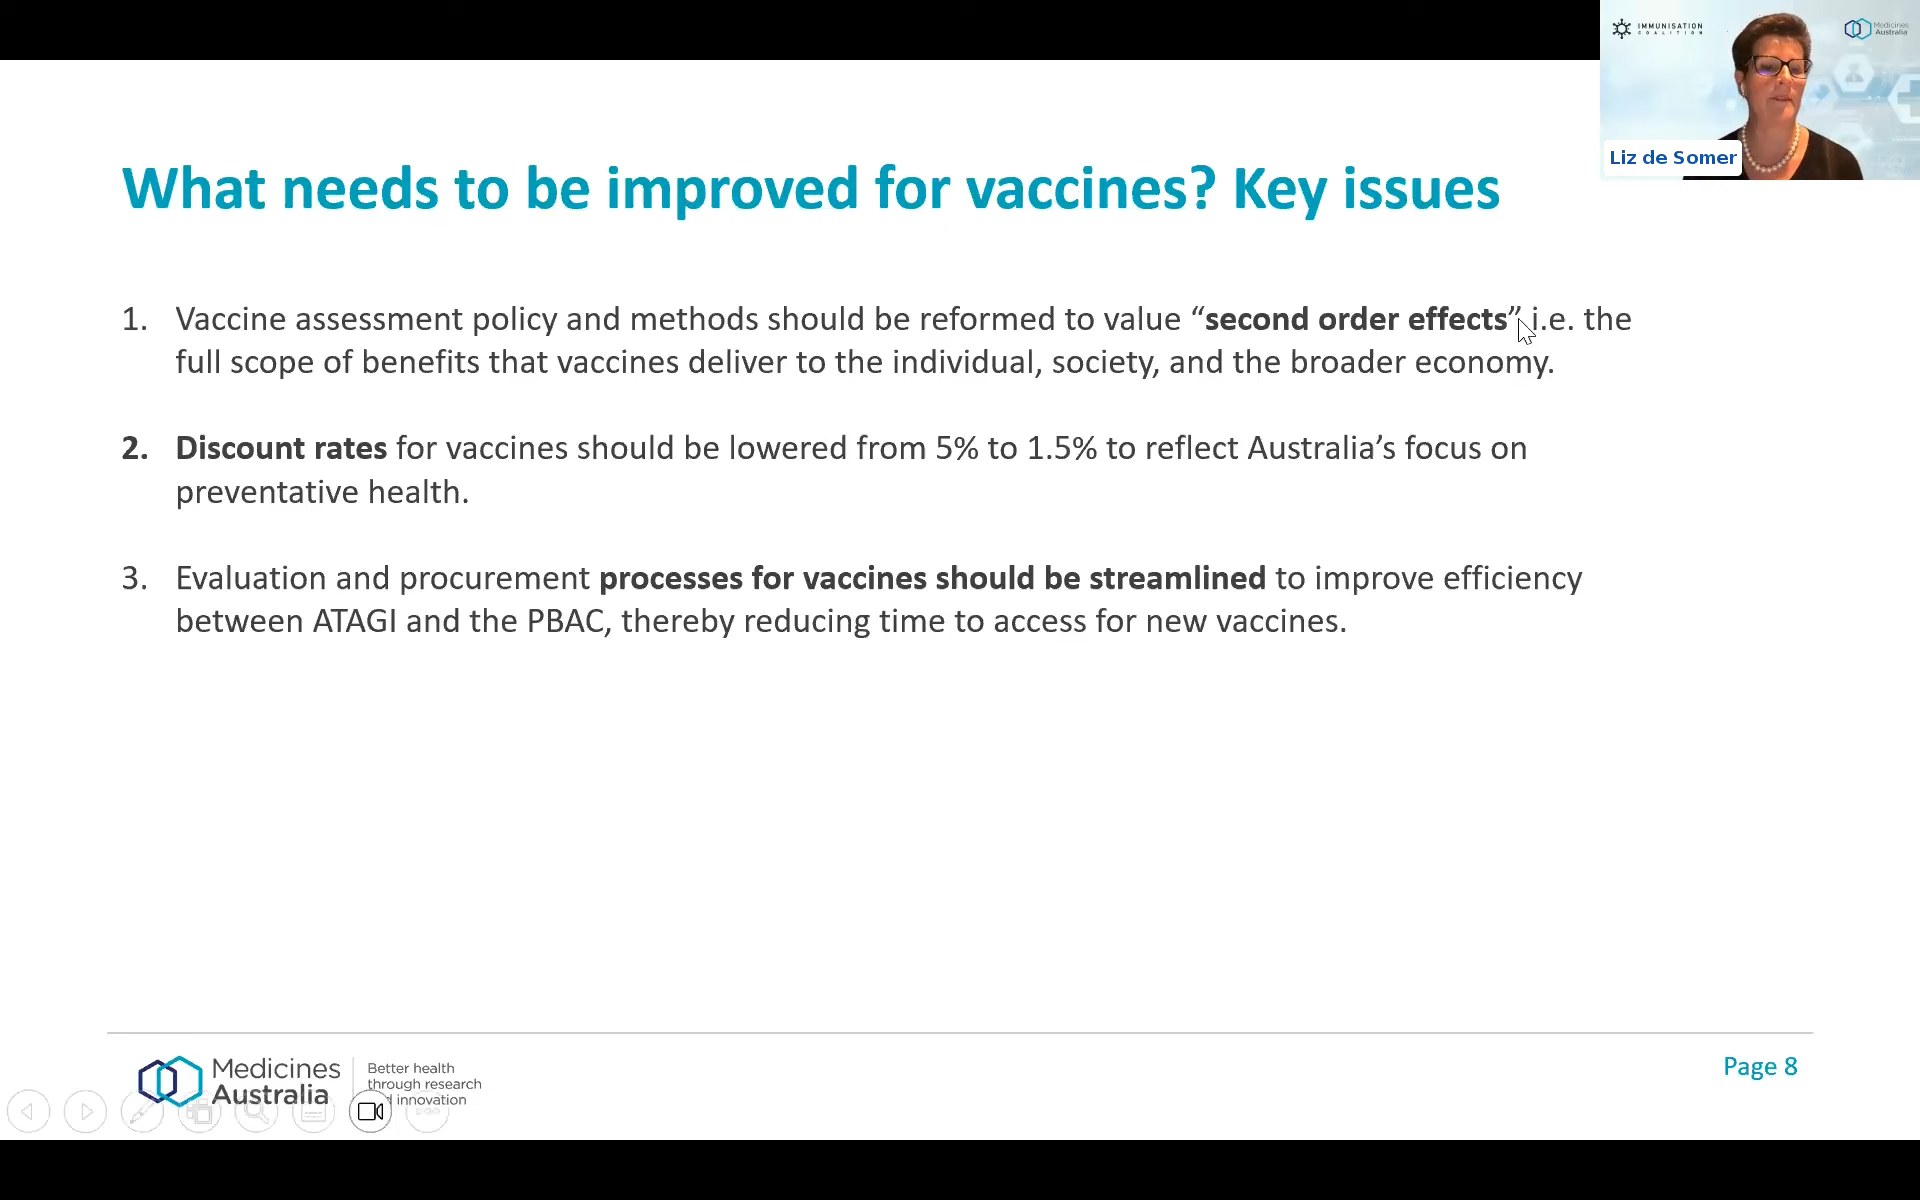 IMMUNISATION
COALITION
Medicines
Australia
Liz de Somer
What needs to be improved for vaccines? Key issues
1. Vaccine assessment policy and methods should be reformed to value “second order effects” i.e. the
full scope of benefits that vaccines deliver to the individual, society, and the broader economy.
2. Discount rates for vaccines should be lowered from 5% to 1.5% to reflect Australia’s focus on
preventative health.
3. Evaluation and procurement processes for vaccines should be streamlined to improve efficiency
between ATAGI and the PBAC, thereby reducing time to access for new vaccines.
Medicines
Australia
Better health
through research
d innovation
Page 8